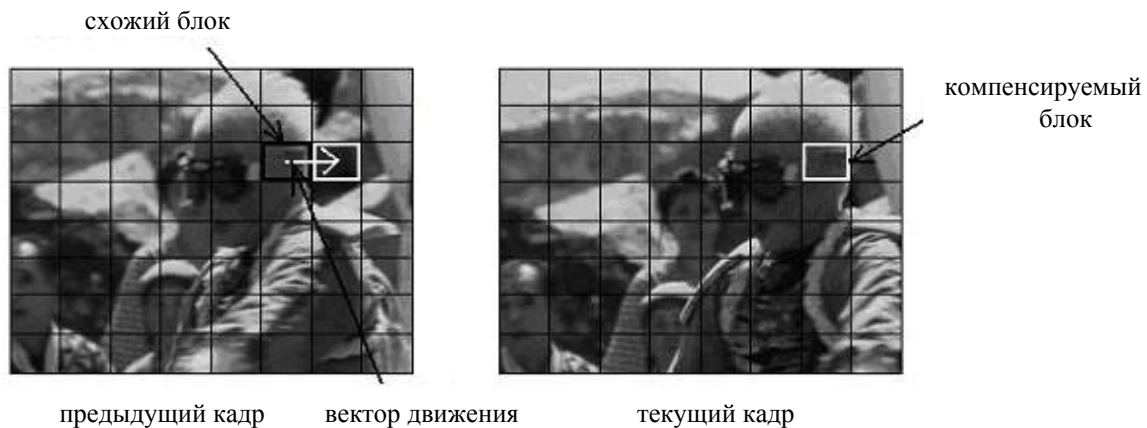 схожий блок
компенсируемый
блок
предыдущий кадр
вектор движения
текущий кадр